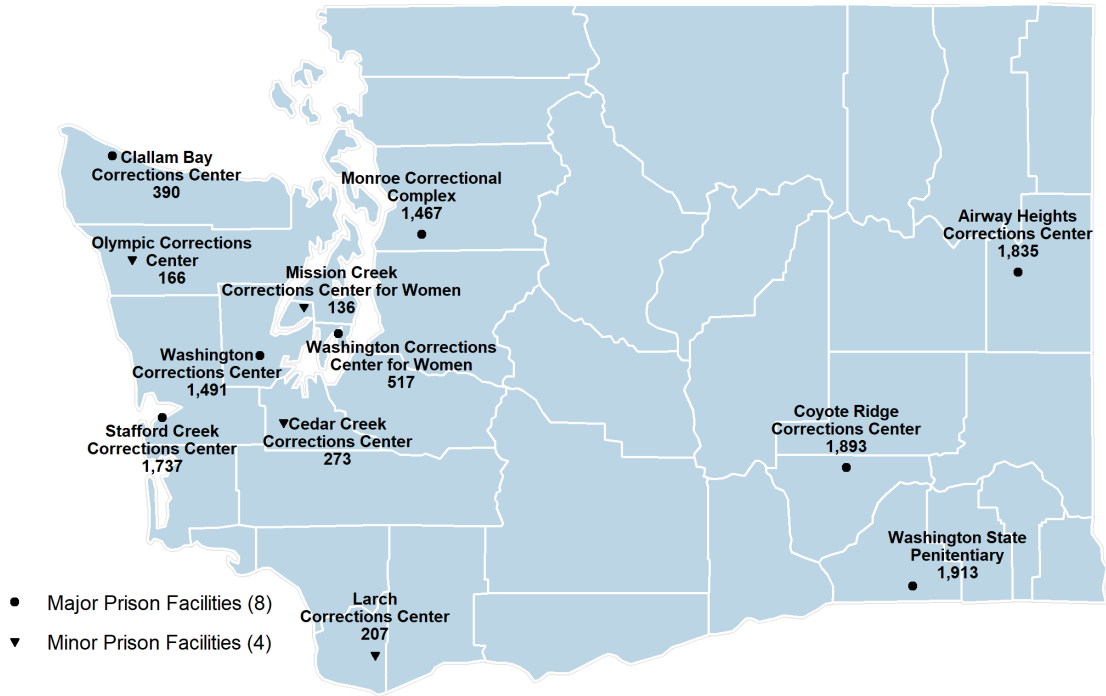 Clallam Bay
Corrections Center
390
Monroe Correctional
Complex
1,467
Airway Heights
Corrections Center
1,835
Olympic Corrections
Center
166
Mission Creek
Corrections Center for Women
136
Washington Corrections
Center for Women
517
Washington
Corrections Center
1,491
Stafford Creek
Corrections Center
1,737
Cedar Creek
Corrections Center
273
Coyote Ridge
Corrections Center
1,893
Washington State
Penitentiary
1,913
Larch
Corrections Center
207
Major Prison Facilities (8)
Minor Prison Facilities (4)